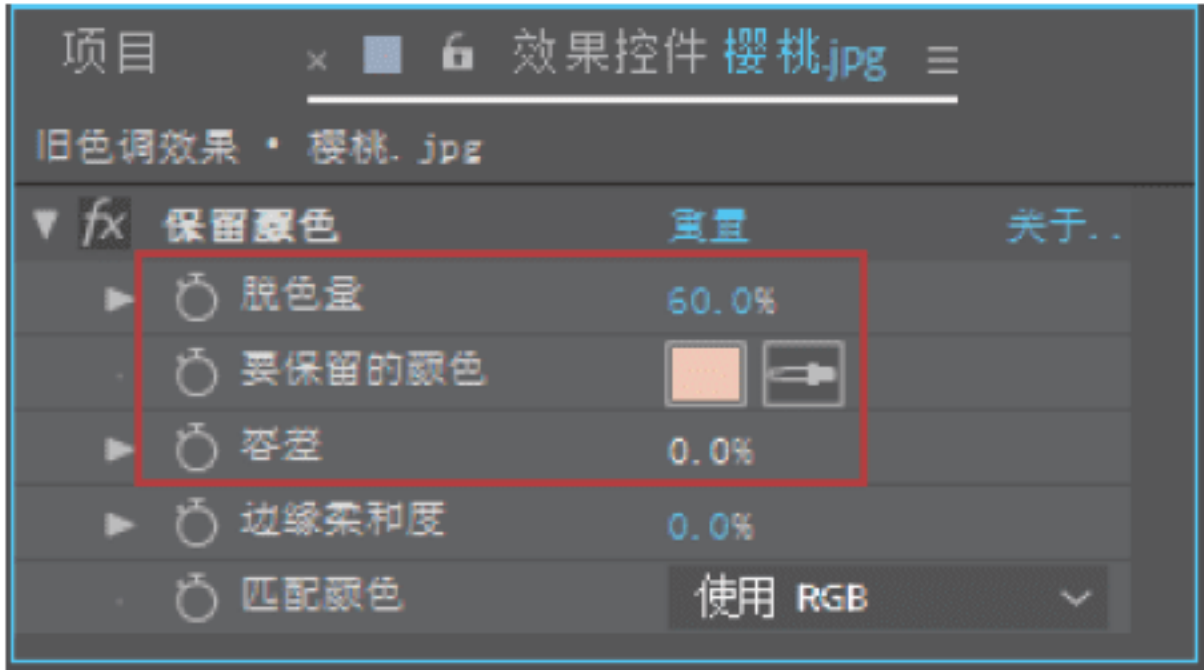 项目 × 效果控件 樱桃.jpg ≡
旧色调效果 • 樱桃.jpg
fx 保留颜色 重置 关于..
脱色量 60.0%
要保留的颜色
容差 0.0%
边缘柔和度 0.0%
匹配颜色 使用 RGB